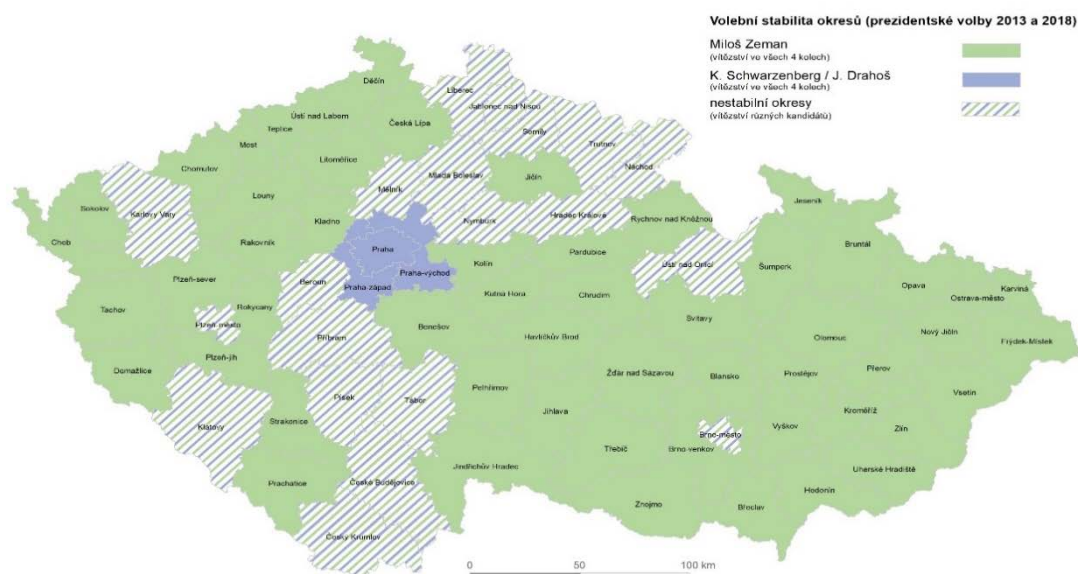 Volební stabilita okresů (prezidentské volby 2013 a 2018)
Miloš Zeman
(vítězství ve všech 4 kolech)
K. Schwarzenberg / J. Drahoš
(vítězství ve všech 4 kolech)
nestabilní okresy
(vítězství různých kandidátů)
Děčín
Liberec
Jablonec nad Nisou
Ústí nad Labem
Česká Lípa
Semily
Teplice
Trutnov
Most
Litoměřice
Náchod
Chomutov
Mladá Boleslav
Jičín
Mělník
Louny
Sokolov
Karlovy Vary
Kladno
Nymburk
Hradec Králové
Rychnov nad Kněžnou
Jeseník
Cheb
Rakovník
Praha
Pardubice
Bruntál
Kolín
Ústí nad Orlicí
Šumperk
Plzeň-sever
Beroun
Praha-východ
Praha-západ
Opava
Karviná
Kutná Hora
Chrudim
Ostrava-město
Tachov
Rokycany
Plzeň-město
Svitavy
Benešov
Nový Jičín
Příbram
Havlíčkův Brod
Olomouc
Frýdek-Místek
Plzeň-jih
Domažlice
Žďár nad Sázavou
Blansko
Prostějov
Přerov
Pelhřimov
Vsetín
Písek
Tábor
Jihlava
Kroměříž
Klatovy
Strakonice
Vyškov
Zlín
Brno-město
Třebíč
Brno-venkov
Jindřichův Hradec
Uherské Hradiště
Prachatice
České Budějovice
Hodonín
Znojmo
Břeclav
Český Krumlov
0 50 100 km